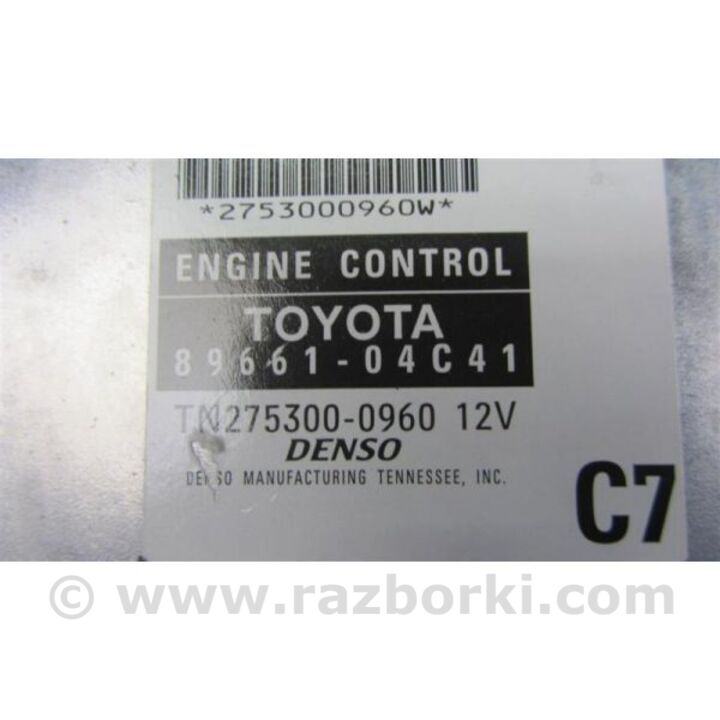 *2753000960W*
ENGINE CONTROL
TOYOTA
89661-04C41
TN275300-0960 12V
DENSO
DENSO MANUFACTURING TENNESSEE, INC.
C7
© www.razborki.com